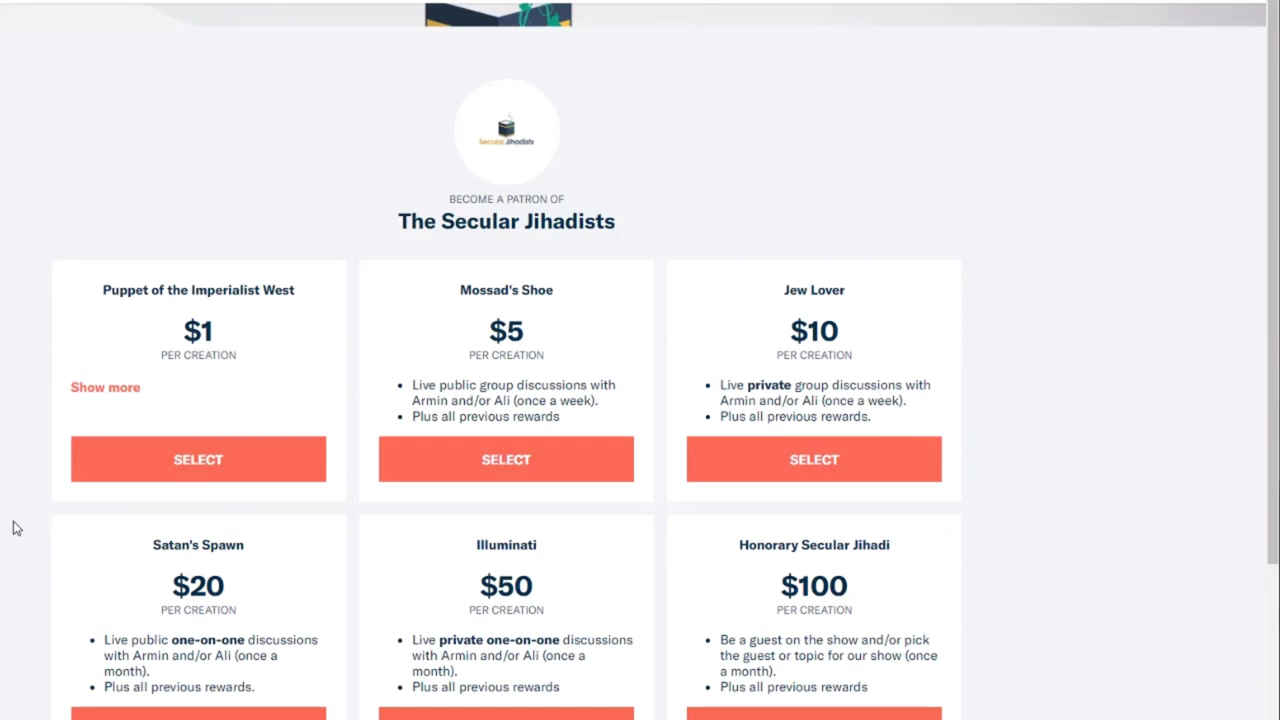 Secular Jihadists
BECOME A PATRON OF
The Secular Jihadists
Puppet of the Imperialist West
$1
PER CREATION
Show more
SELECT
Mossad's Shoe
$5
PER CREATION
• Live public group discussions with
Armin and/or Ali (once a week).
• Plus all previous rewards
SELECT
Jew Lover
$10
PER CREATION
• Live private group discussions with
Armin and/or Ali (once a week).
• Plus all previous rewards.
SELECT
Satan's Spawn
$20
PER CREATION
• Live public one-on-one discussions
with Armin and/or Ali (once a
month).
• Plus all previous rewards.
Illuminati
$50
PER CREATION
• Live private one-on-one discussions
with Armin and/or Ali (once a
month).
• Plus all previous rewards
Honorary Secular Jihadi
$100
PER CREATION
• Be a guest on the show and/or pick
the guest or topic for our show (once
a month).
• Plus all previous rewards